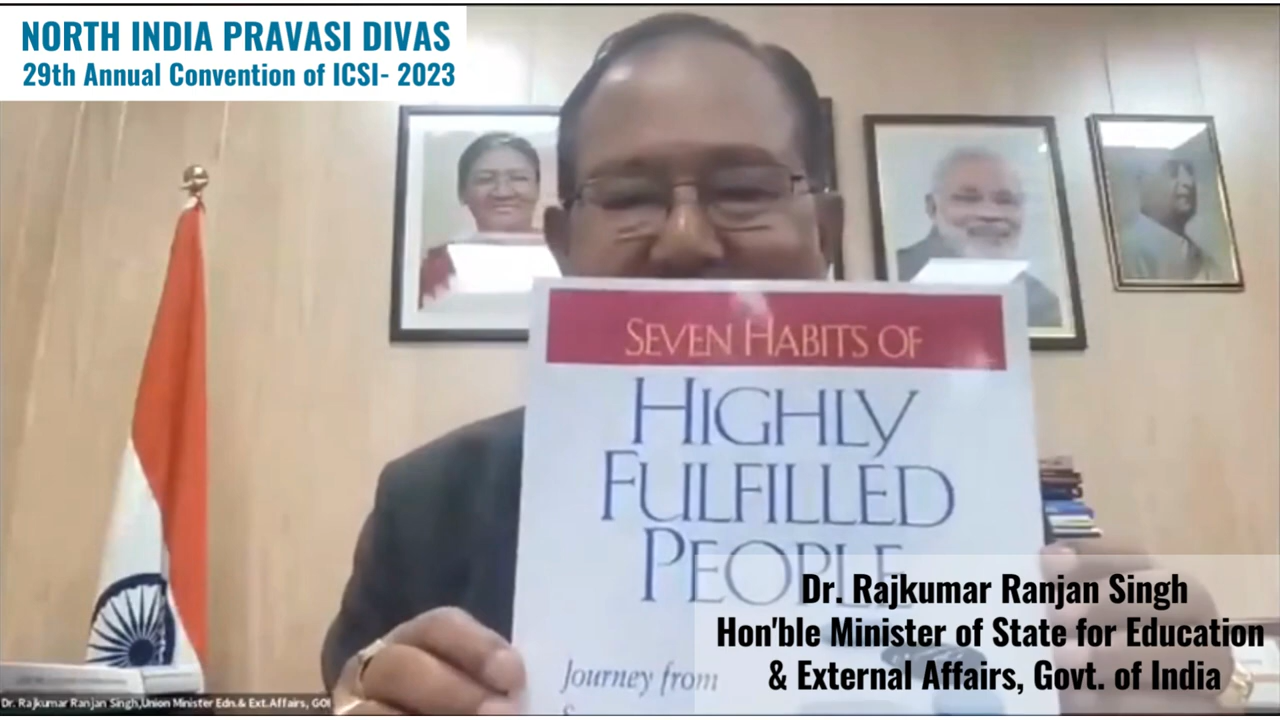 NORTH INDIA PRAVASI DIVAS
29th Annual Convention of ICSI- 2023
SEVEN HABITS OF
HIGHLY
FULFILLED
PEOPLE
Journey from
Dr. Rajkumar Ranjan Singh
Hon'ble Minister of State for Education
& External Affairs, Govt. of India
Dr. Rajkumar Ranjan Singh,Union Minister Edn.& Ext.Affairs, GOI